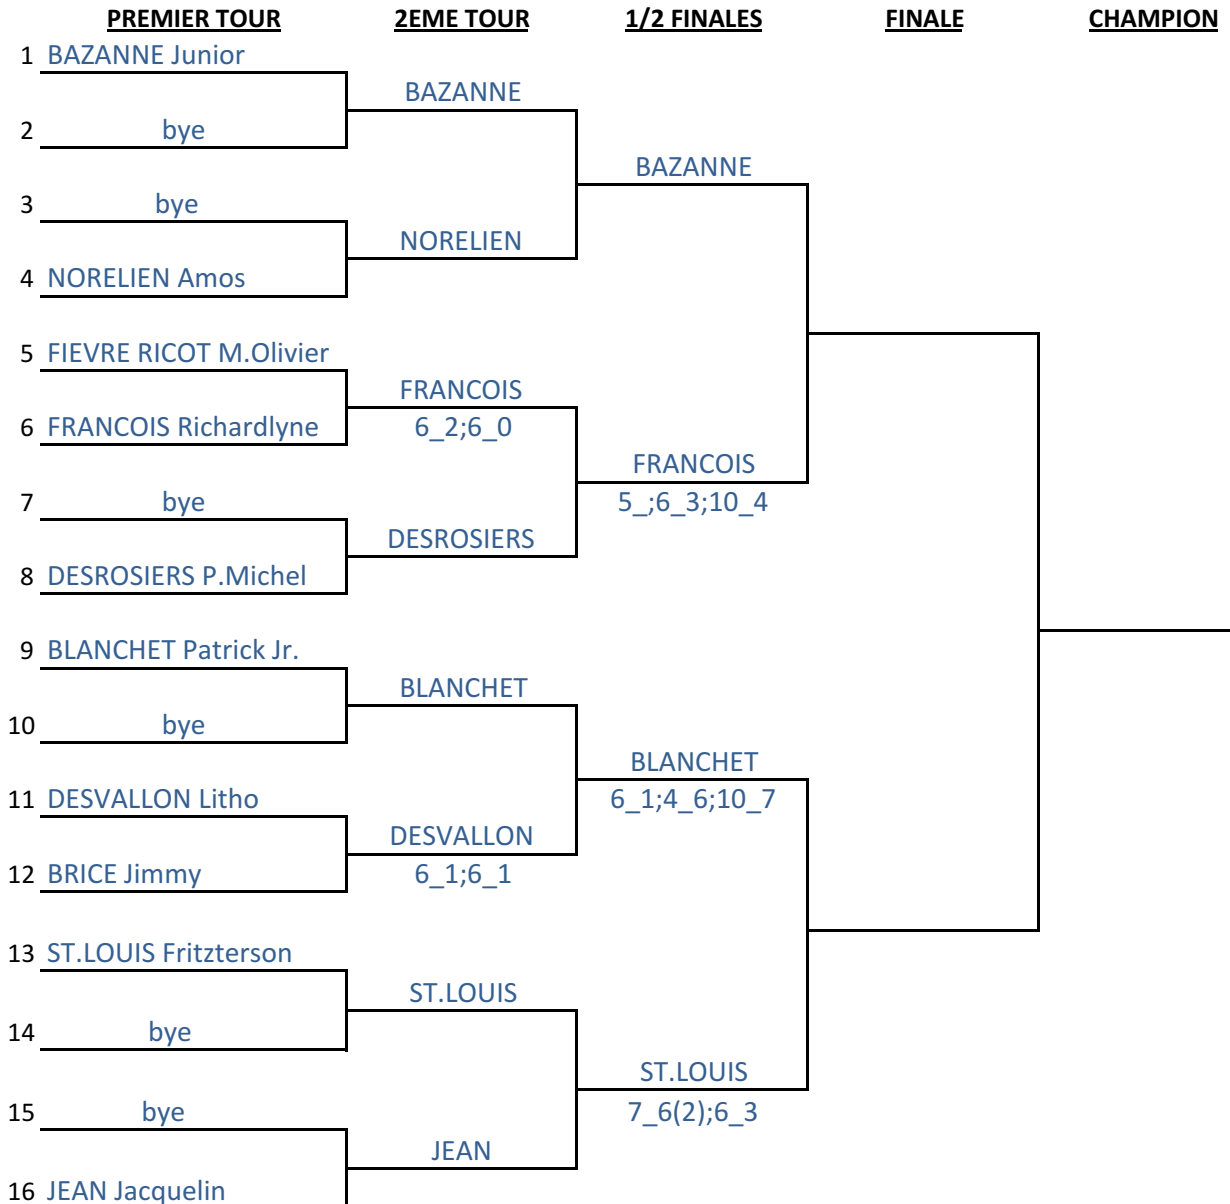 PREMIER TOUR 2EME TOUR 1/2 FINALES FINALE CHAMPION
1 BAZANNE Junior
BAZANNE
2 bye
BAZANNE
3 bye
NORELIEN
4 NORELIEN Amos
5 FIEVRE RICOT M.Olivier
FRANCOIS
6 FRANCOIS Richardlyne 6_2;6_0
FRANCOIS
7 bye 5_;6_3;10_4
DESROSIERS
8 DESROSIERS P.Michel
9 BLANCHET Patrick Jr.
BLANCHET
10 bye
BLANCHET
11 DESVALLON Litho 6_1;4_6;10_7
DESVALLON
12 BRICE Jimmy 6_1;6_1
13 ST.LOUIS Fritzterson
ST.LOUIS
14 bye
ST.LOUIS
15 bye 7_6(2);6_3
JEAN
16 JEAN Jacquelin